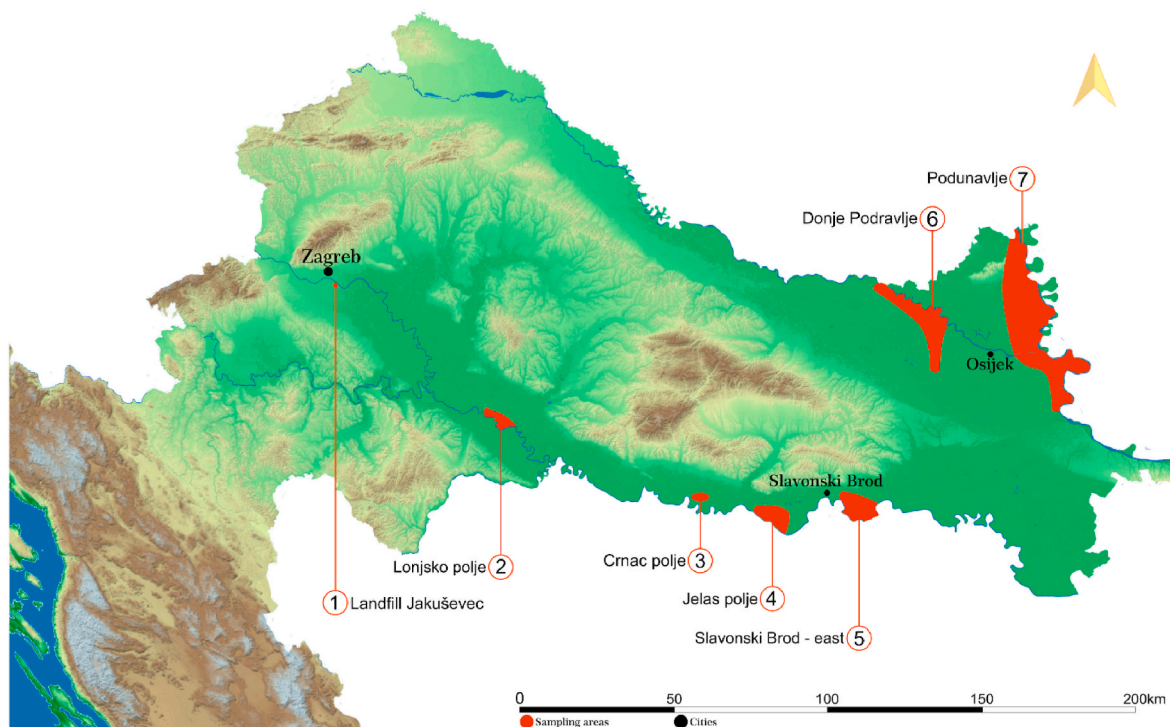 Podunavlje 7
Donje Podravlje 6
Zagreb
Osijek
Slavonski Brod
Lonjsko polje 2
Crnac polje 3
1 Landfill Jakuševec
Jelas polje 4
Slavonski Brod - east 5
0 50 100 150 200km
Sampling areas Cities